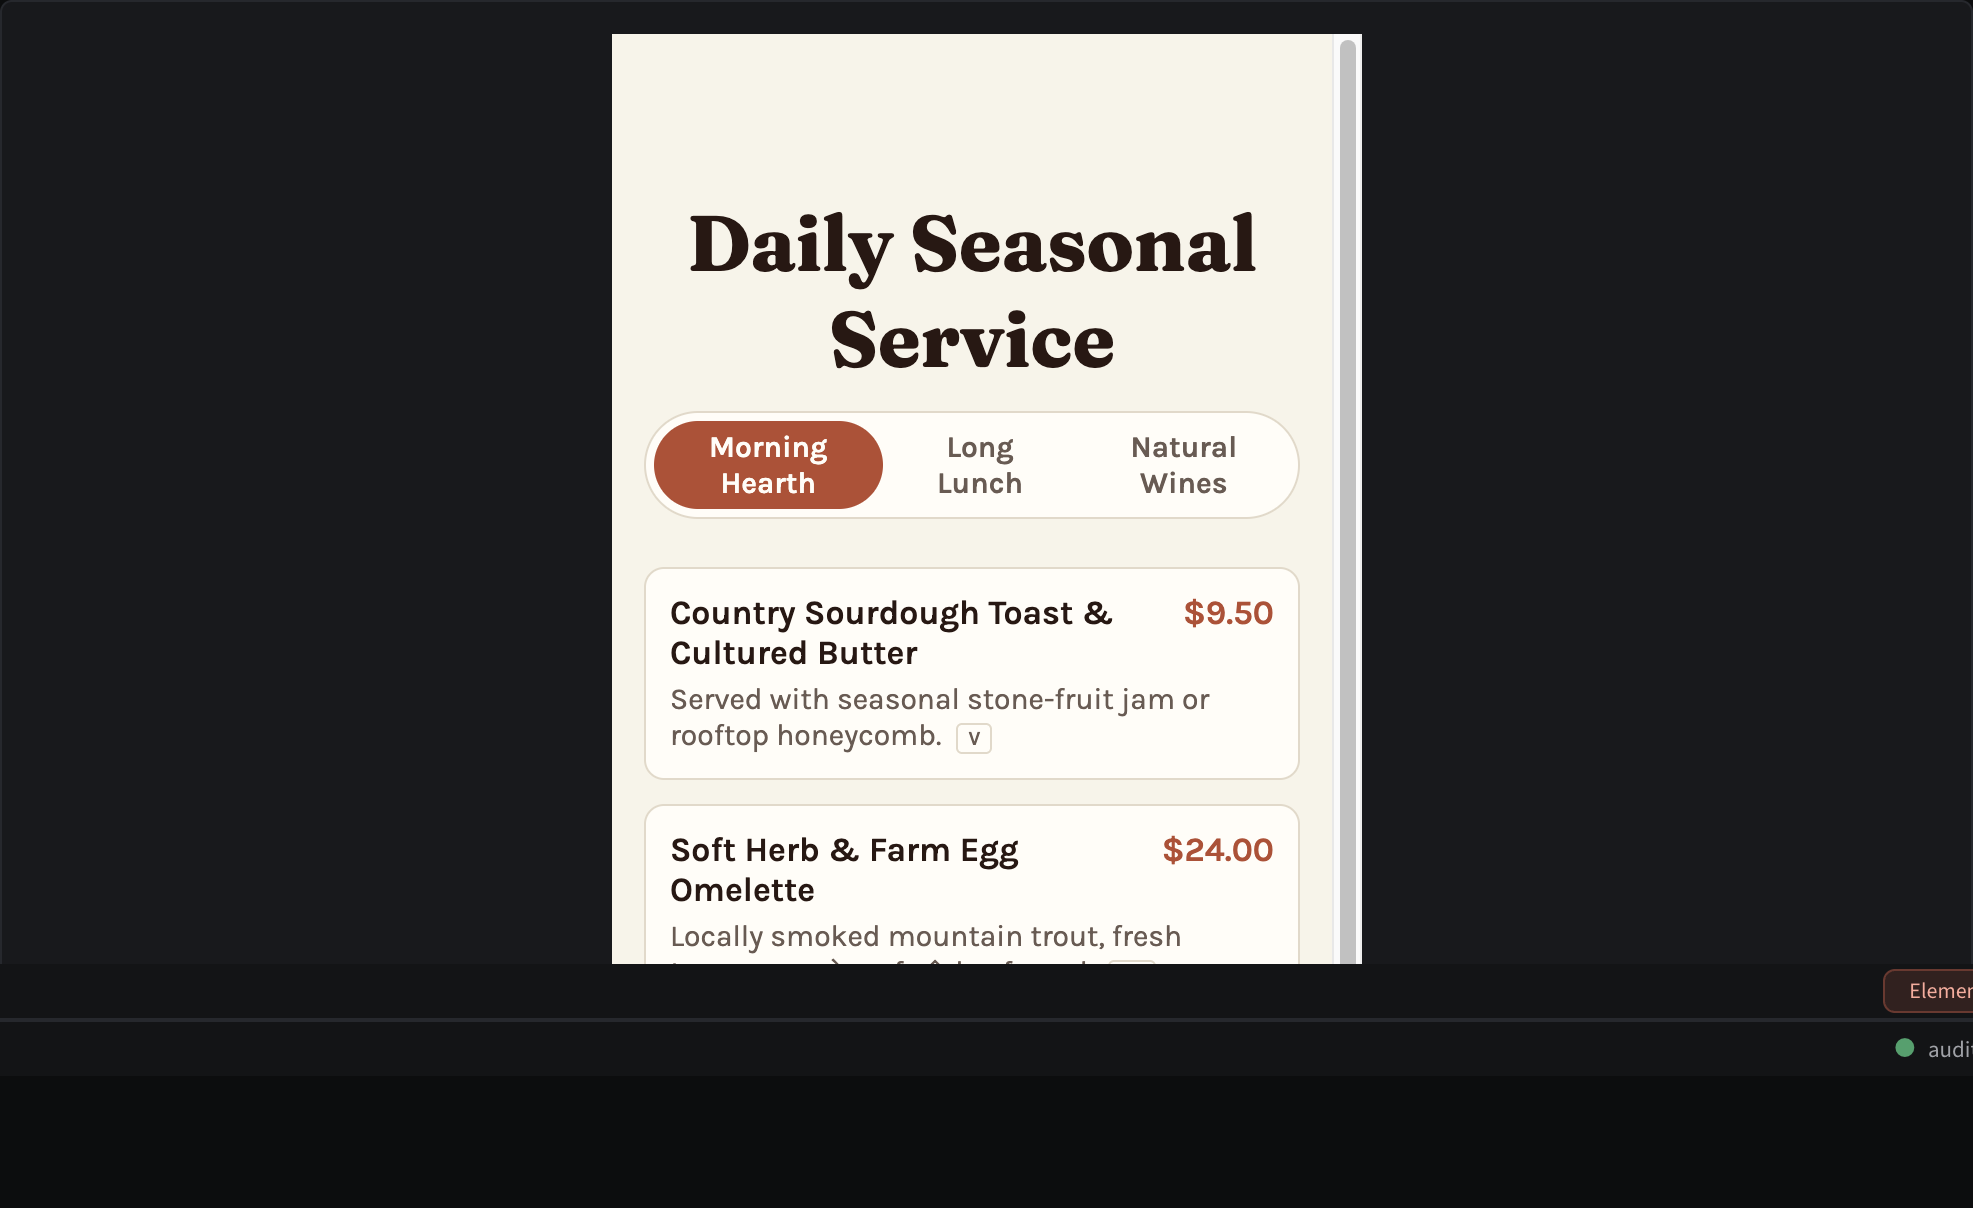 Daily Seasonal
Service
Morning
Hearth
Long
Lunch
Natural
Wines
Country Sourdough Toast &
Cultured Butter
$9.50
Served with seasonal stone-fruit jam or
rooftop honeycomb. V
Soft Herb & Farm Egg
Omelette
$24.00
Locally smoked mountain trout, fresh